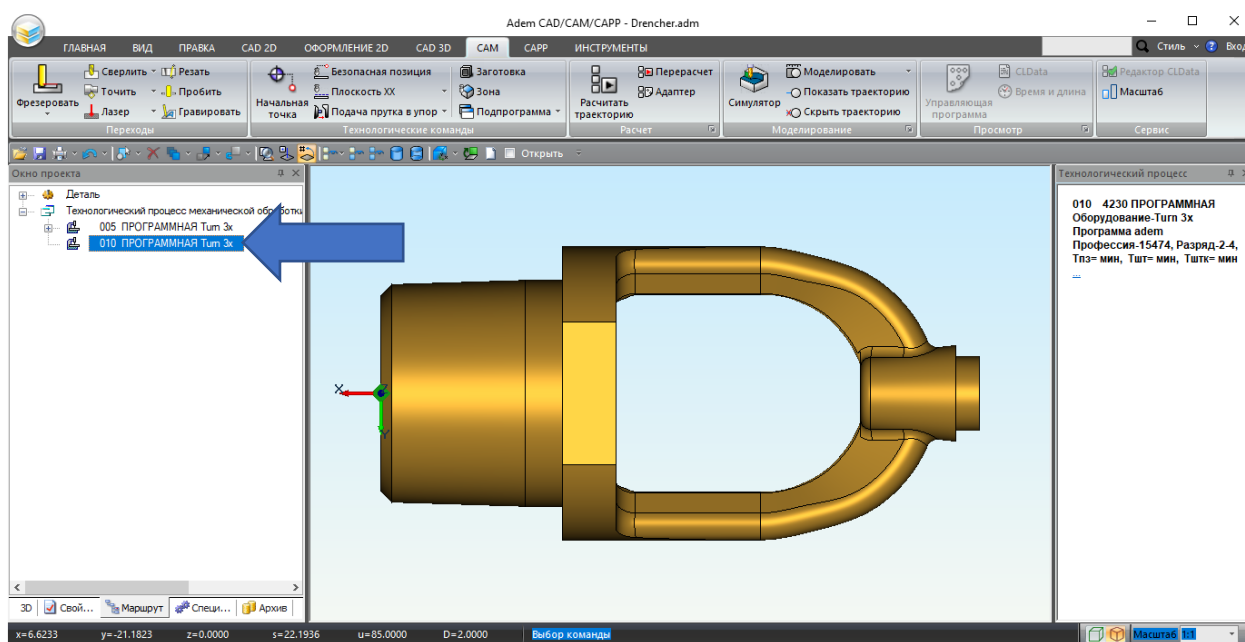 Adem CAD/CAM/CAPP - Drencher.adm
ГЛАВНАЯ ВИД ПРАВКА CAD 2D ОФОРМЛЕНИЕ 2D CAD 3D CAM CAPP ИНСТРУМЕНТЫ Стиль Вход
Фрезеровать
Сверлить Резать
Точить Пробить
Лазер Гравировать
Переходы
Начальная
точка
Безопасная позиция Заготовка
Плоскость XX Зона
Подача прутка в упор Подпрограмма
Технологические команды
Расчитать
траекторию
Перерасчет
Адаптер
Расчет
Симулятор
Моделировать
Показать траекторию
Скрыть траекторию
Моделирование
Управляющая
программа
CLData
Время и длина
Просмотр
Редактор CLData
Масштаб
Сервис
Открыть
Окно проекта
Деталь
Технологический процесс механической обработки
005 ПРОГРАММНАЯ Turn 3x
010 ПРОГРАММНАЯ Turn 3x
X
Y
Технологический процесс
010 4230 ПРОГРАММНАЯ
Оборудование-Turn 3x
Программа adem
Профессия-15474, Разряд-2-4,
Тпз= мин, Тшт= мин, Тштк= мин
...
3D Свой... Маршрут Специ... Архив
x=6.6233 y=-21.1823 z=0.0000 s=22.1936 u=85.0000 D=2.0000 Выбор команды Масштаб 1:1